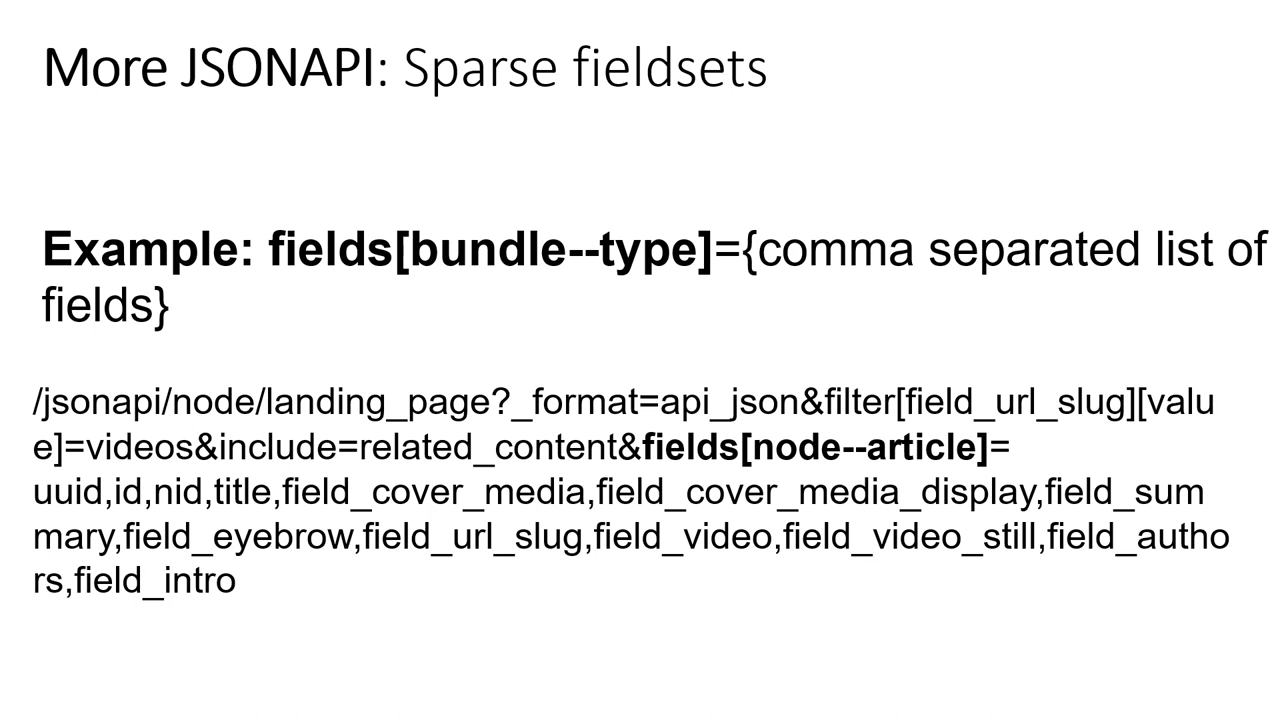 More JSONAPI: Sparse fieldsets
Example: fields[bundle--type]={comma separated list of
fields}
/jsonapi/node/landing_page?_format=api_json&filter[field_url_slug][valu
e]=videos&include=related_content&fields[node--article]=
uuid,id,nid,title,field_cover_media,field_cover_media_display,field_sum
mary,field_eyebrow,field_url_slug,field_video,field_video_still,field_autho
rs,field_intro